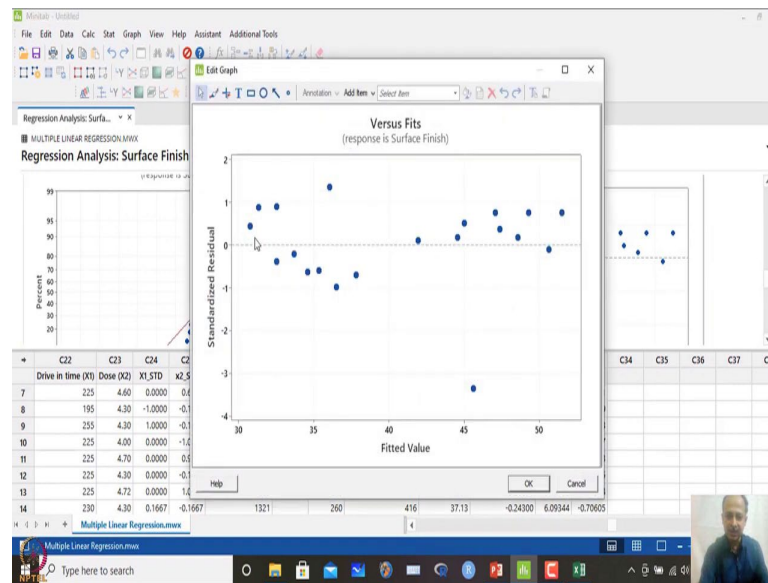 Minitab - Untitled
File Edit Data Calc Stat Graph View Help Assistant Additional Tools
Edit Graph
Annotation Add Item Select Item
Regression Analysis: Surfa...
MULTIPLE LINEAR REGRESSION.MWX
Regression Analysis: Surface Finish
Versus Fits
(response is Surface Finish)
2
1
0
-1
-2
-3
-4
Standardized Residual
30 35 40 45 50
Fitted Value
99
95
90
80
70
60
50
40
30
20
Percent
Help OK Cancel
C22 C23 C24 C34 C35 C36 C37
Drive in time (X1) Dose (X2) X1_STD
7 225 4.60 0.0000
8 195 4.30 -1.0000
9 255 4.30 1.0000
10 225 4.00 0.0000
11 225 4.70 0.0000
12 225 4.30 0.0000
13 225 4.72 0.0000
14 230 4.30 0.1667 -0.1667 1321 260 416 37.13 -0.24300 6.09344 -0.70605
Multiple Linear Regression.mwx
Multiple Linear Regression.mwx
Type here to search
NPTEL